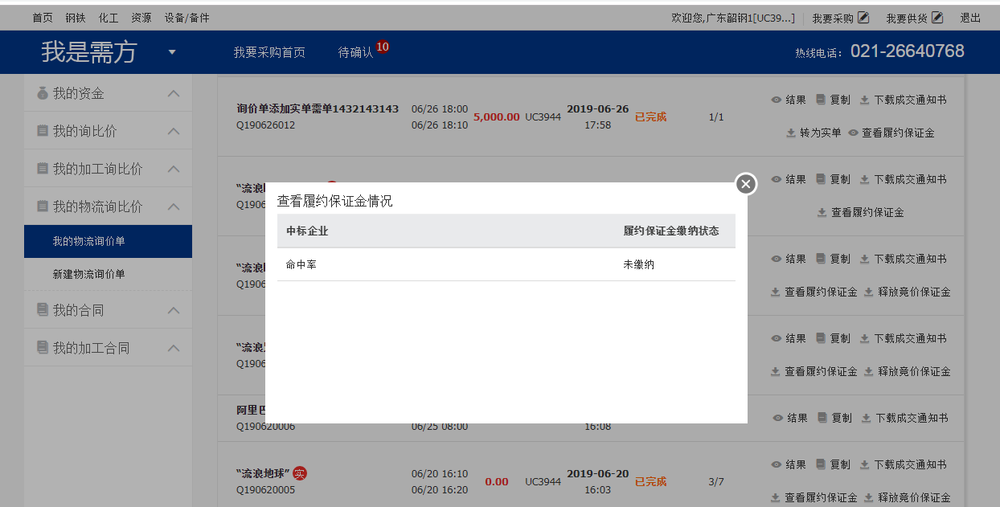 首页 钢铁 化工 资源 设备/备件 欢迎您,广东韶钢1[UC39...] 我要采购 我要供货 退出
我是需方 我要采购首页 待确认 10 热线电话： 021-26640768
我的资金
我的询比价
我的加工询比价
我的物流询比价
我的物流询价单
新建物流询价单
我的合同
我的加工合同
询价单添加实单需单1432143143 06/26 18:00 5,000.00 UC3944 2019-06-26 已完成 1/1 结果 复制 下载成交通知书
Q190626012 06/26 18:10 17:58 转为实单 查看履约保证金
“流浪 结果 复制 下载成交通知书
Q1906 查看履约保证金
“流浪 结果 复制 下载成交通知书
Q1906 查看履约保证金 释放竞价保证金
“流浪 结果 复制 下载成交通知书
Q1906 查看履约保证金 释放竞价保证金
阿里巴 结果 复制 下载成交通知书
Q190620006 06/25 08:00 16:08
“流浪地球” 实 06/20 16:10 0.00 UC3944 2019-06-20 已完成 3/7 结果 复制 下载成交通知书
Q190620005 06/20 16:20 16:03 查看履约保证金 释放竞价保证金
查看履约保证金情况
中标企业 履约保证金缴纳状态
命中率 未缴纳